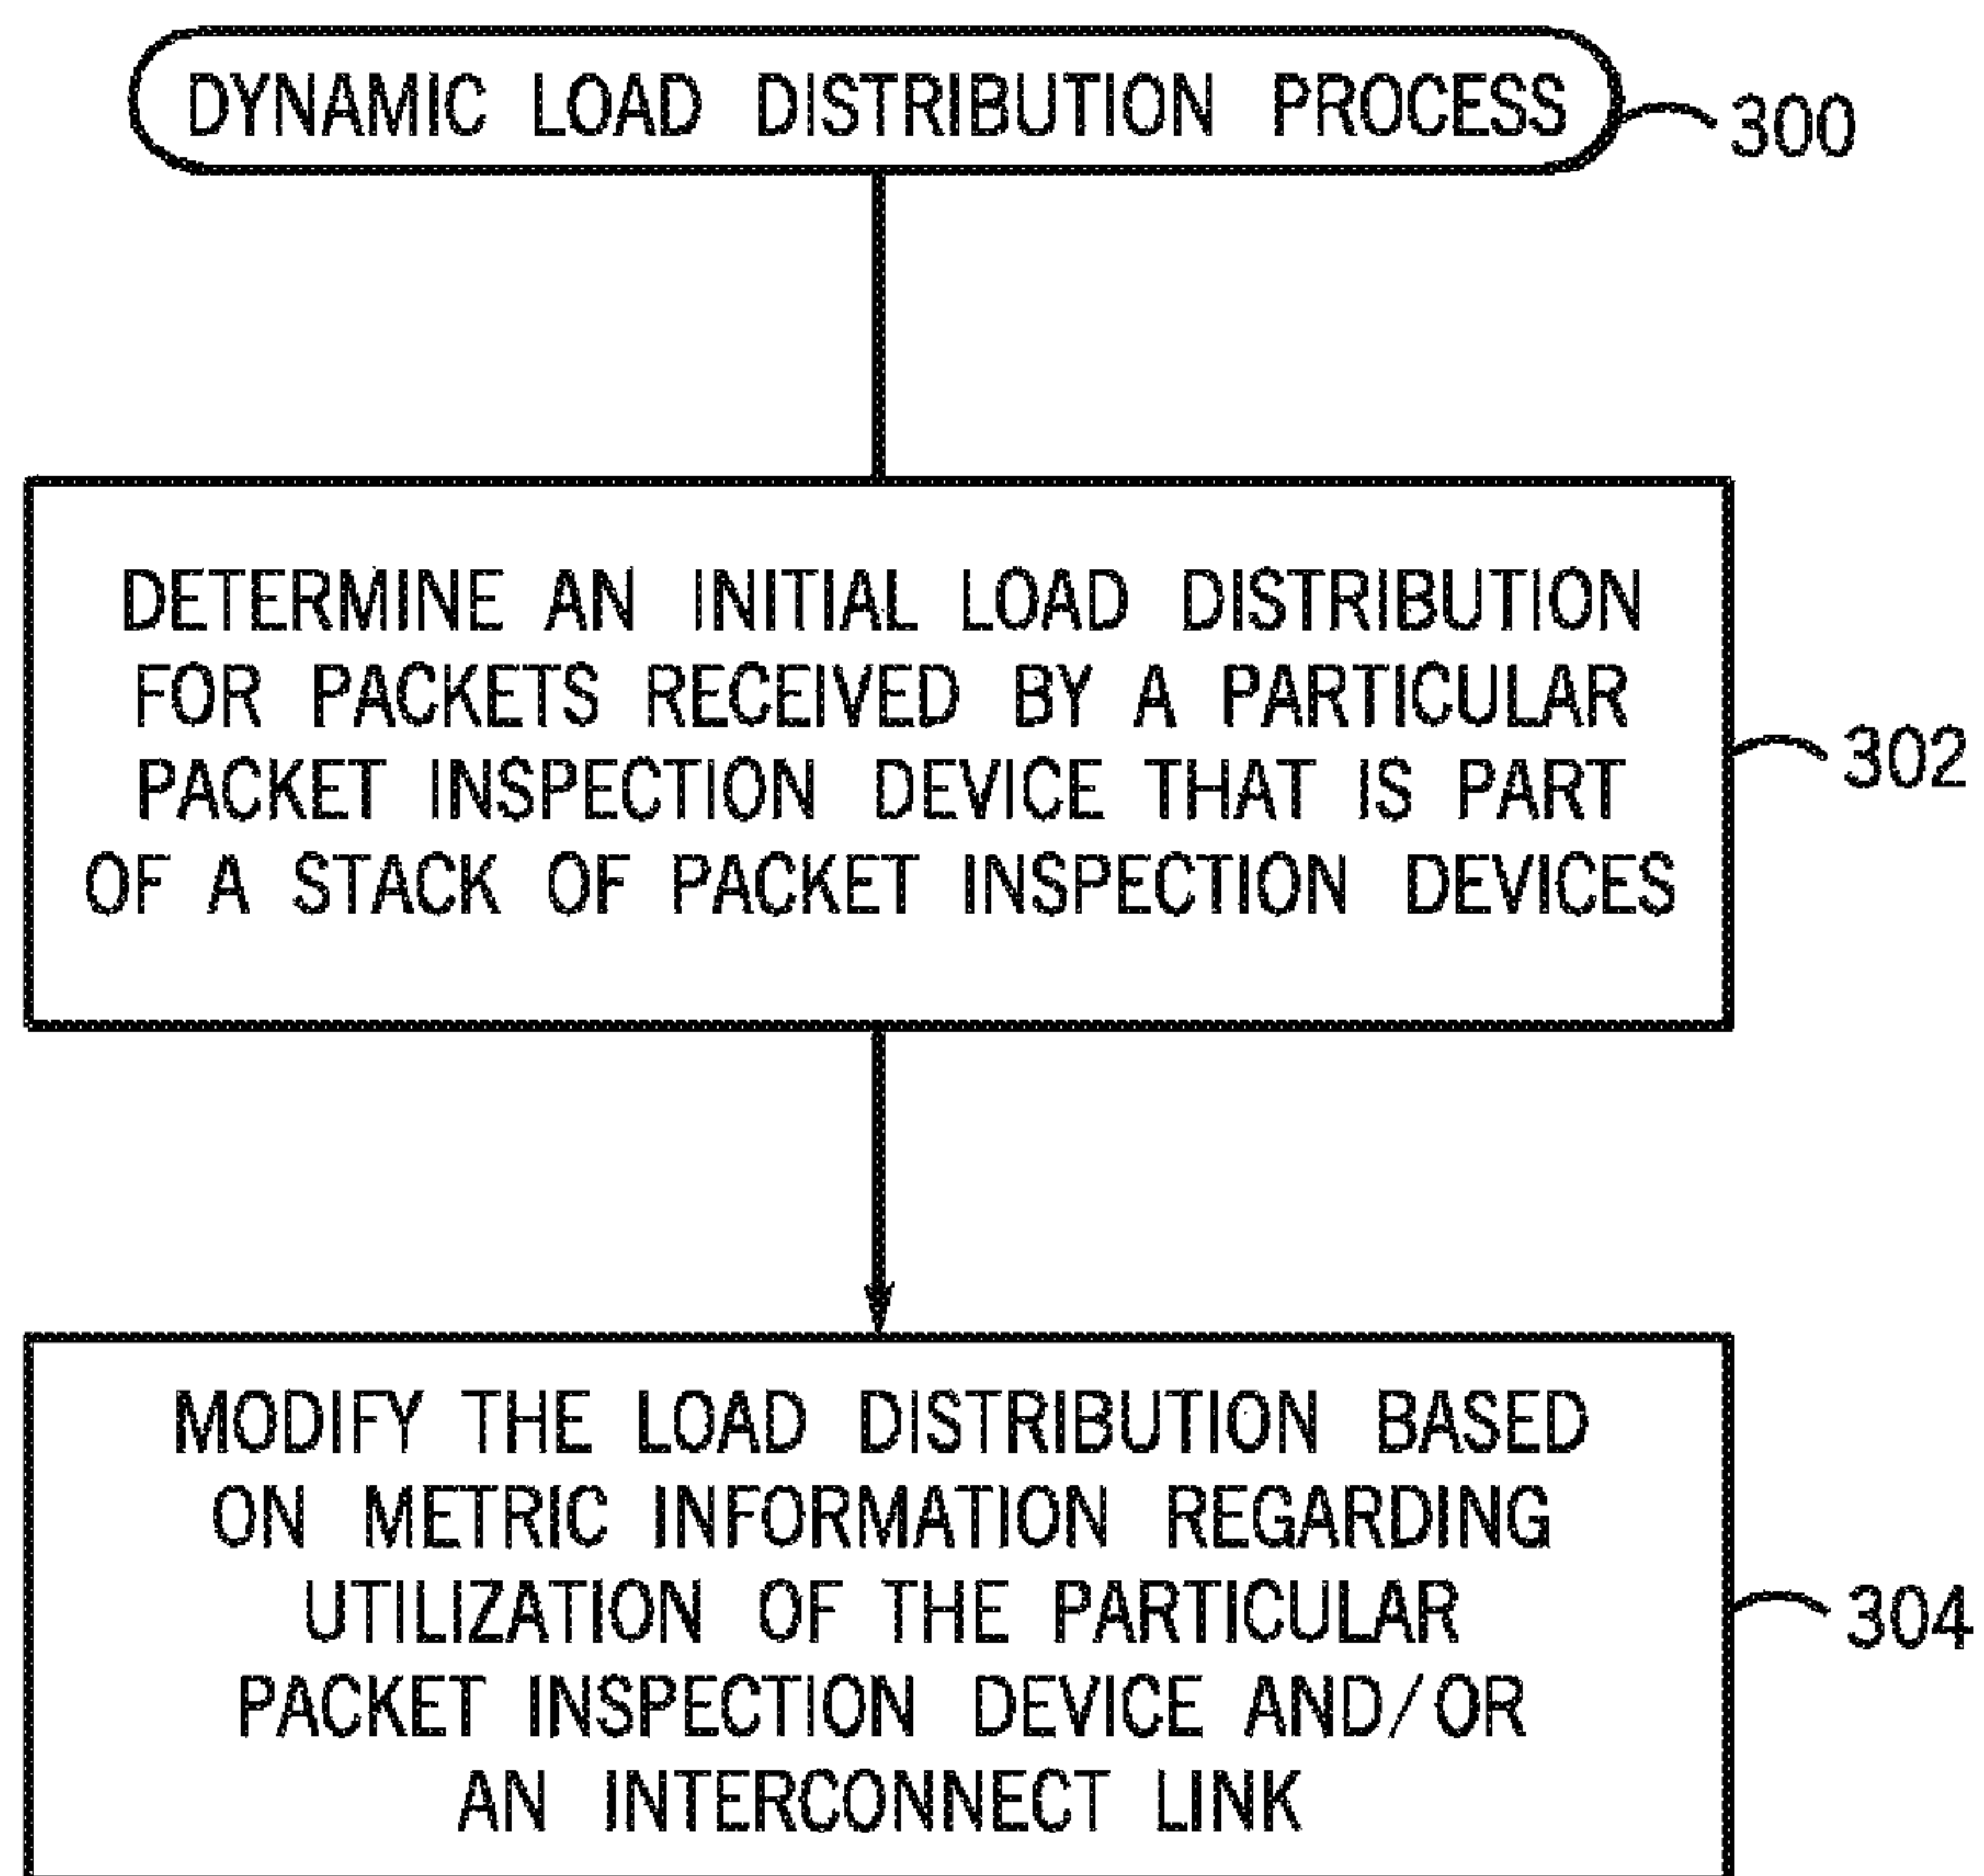 DYNAMIC LOAD DISTRIBUTION PROCESS
300
DETERMINE AN INITIAL LOAD DISTRIBUTION
FOR PACKETS RECEIVED BY A PARTICULAR
PACKET INSPECTION DEVICE THAT IS PART
OF A STACK OF PACKET INSPECTION DEVICES
302
MODIFY THE LOAD DISTRIBUTION BASED
ON METRIC INFORMATION REGARDING
UTILIZATION OF THE PARTICULAR
PACKET INSPECTION DEVICE AND/OR
AN INTERCONNECT LINK
304